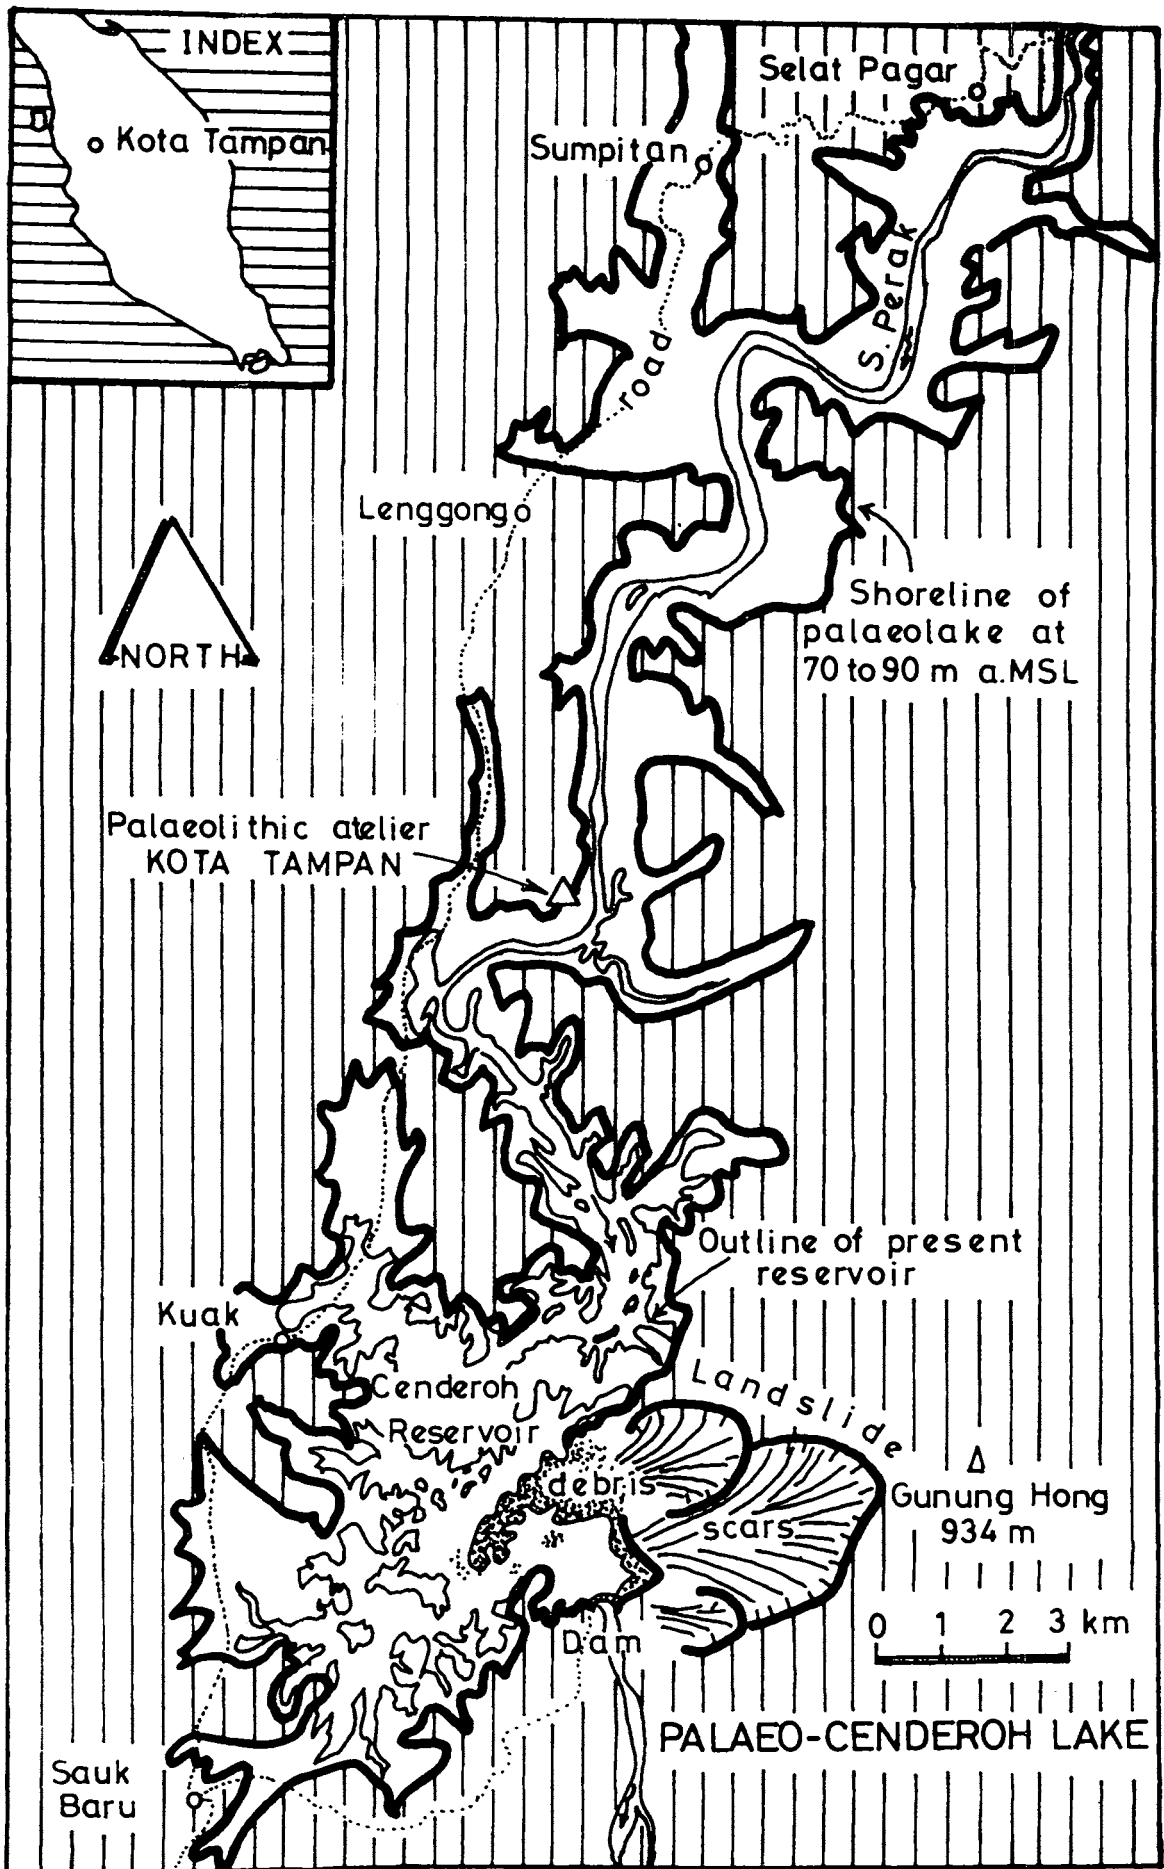 INDEX
Kota Tampan
Selat Pagar
Sumpitan
S. Perak
road
Lenggong
NORTH
Shoreline of
palaeolake at
70 to 90 m a.MSL
Palaeolithic atelier
KOTA TAMPAN
Outline of present
reservoir
Kuak
Cenderoh
Reservoir
Landslide
debris
scars
Gunung Hong
934 m
0 1 2 3 km
Dam
PALAEO-CENDEROH LAKE
Sauk
Baru